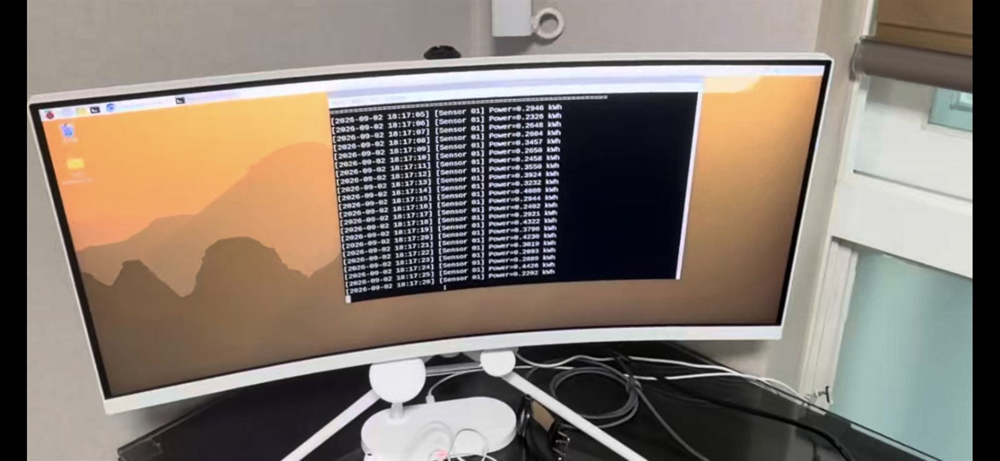 [2026-09-02 18:17:05] [Sensor 01] Power=0.2946 kWh
[2026-09-02 18:17:06] [Sensor 01] Power=0.2326 kWh
[2026-09-02 18:17:07] [Sensor 01] Power=0.2648 kWh
[2026-09-02 18:17:08] [Sensor 01] Power=0.2604 kWh
[2026-09-02 18:17:09] [Sensor 01] Power=0.3457 kWh
[2026-09-02 18:17:10] [Sensor 01] Power=0.2658 kWh
[2026-09-02 18:17:11] [Sensor 01] Power=0.2458 kWh
[2026-09-02 18:17:12] [Sensor 01] Power=0.3550 kWh
[2026-09-02 18:17:13] [Sensor 01] Power=0.3924 kWh
[2026-09-02 18:17:14] [Sensor 01] Power=0.3232 kWh
[2026-09-02 18:17:15] [Sensor 01] kWh
[2026-09-02 18:17:16] [Sensor 01] Power=0.2944 kWh
[2026-09-02 18:17:17] [Sensor 01] Power=0.2402 kWh
[2026-09-02 18:17:18] [Sensor 01] Power=0.2921 kWh
[2026-09-02 18:17:19] [Sensor 01] Power=0.4322 kWh
[2026-09-02 18:17:20] [Sensor 01] Power=0.3796 kWh
[2026-09-02 18:17:21] [Sensor 01] Power=0.4236 kWh
[2026-09-02 18:17:22] [Sensor 01] Power=0.3019 kWh
[2026-09-02 18:17:23] [Sensor 01] Power=0.2093 kWh
[2026-09-02 18:17:24] [Sensor 01] Power=0.2880 kWh
[2026-09-02 18:17:25] [Sensor 01] Power=0.4426 kWh
[2026-09-02 18:17:26] [Sensor 01] Power=0.2292 kWh